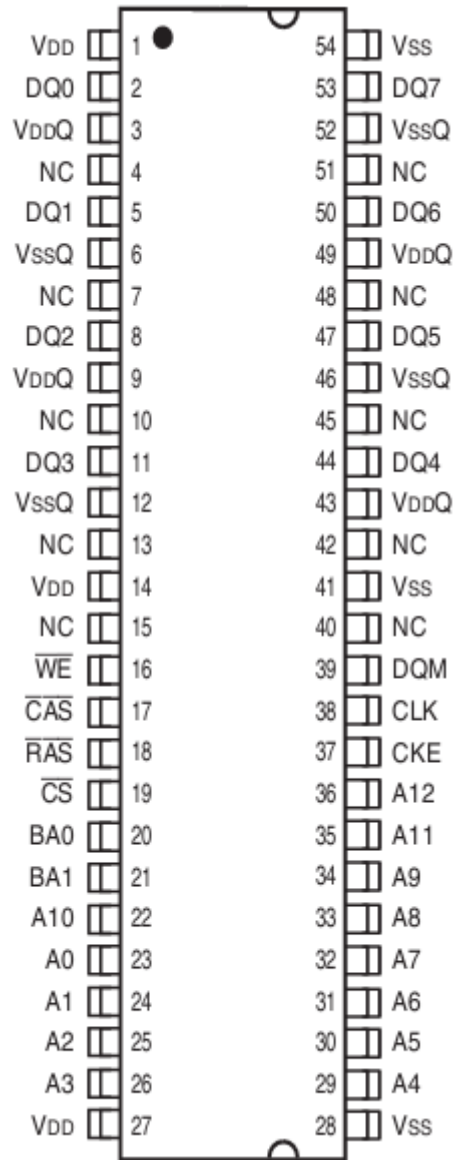 VDD 1 54 VSS
DQ0 2 53 DQ7
VDDQ 3 52 VSSQ
NC 4 51 NC
DQ1 5 50 DQ6
VSSQ 6 49 VDDQ
NC 7 48 NC
DQ2 8 47 DQ5
VDDQ 9 46 VSSQ
NC 10 45 NC
DQ3 11 44 DQ4
VSSQ 12 43 VDDQ
NC 13 42 NC
VDD 14 41 VSS
NC 15 40 NC
W̅E̅ 16 39 DQM
C̅A̅S̅ 17 38 CLK
R̅A̅S̅ 18 37 CKE
C̅S̅ 19 36 A12
BA0 20 35 A11
BA1 21 34 A9
A10 22 33 A8
A0 23 32 A7
A1 24 31 A6
A2 25 30 A5
A3 26 29 A4
VDD 27 28 VSS